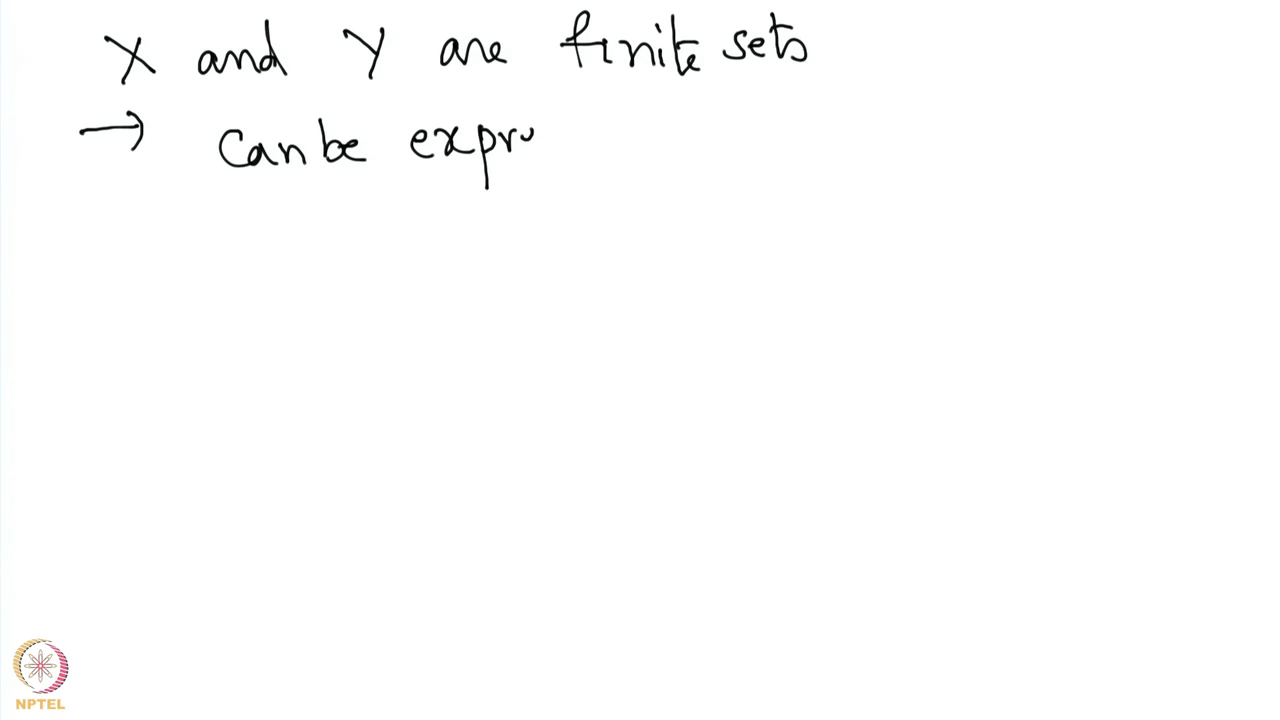 X and Y are finite sets
→ Can be expr
NPTEL